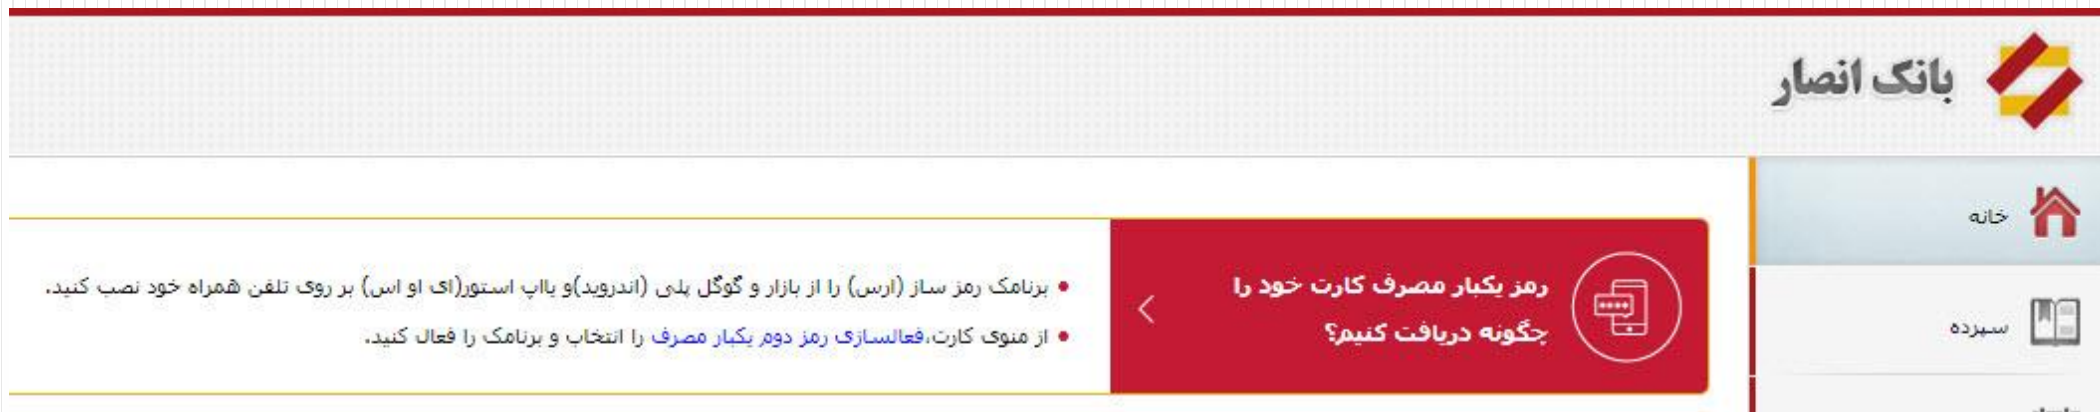 بانک انصار
خانه
سپرده
رمز یکبار مصرف کارت خود را
چگونه دریافت کنیم؟
برنامک رمز ساز (ارس) را از بازار و گوگل پلی (اندروید)و یااپ استور(ای او اس) بر روی تلفن همراه خود نصب کنید.
از منوی کارت،فعالسازی رمز دوم یکبار مصرف را انتخاب و برنامک را فعال کنید.